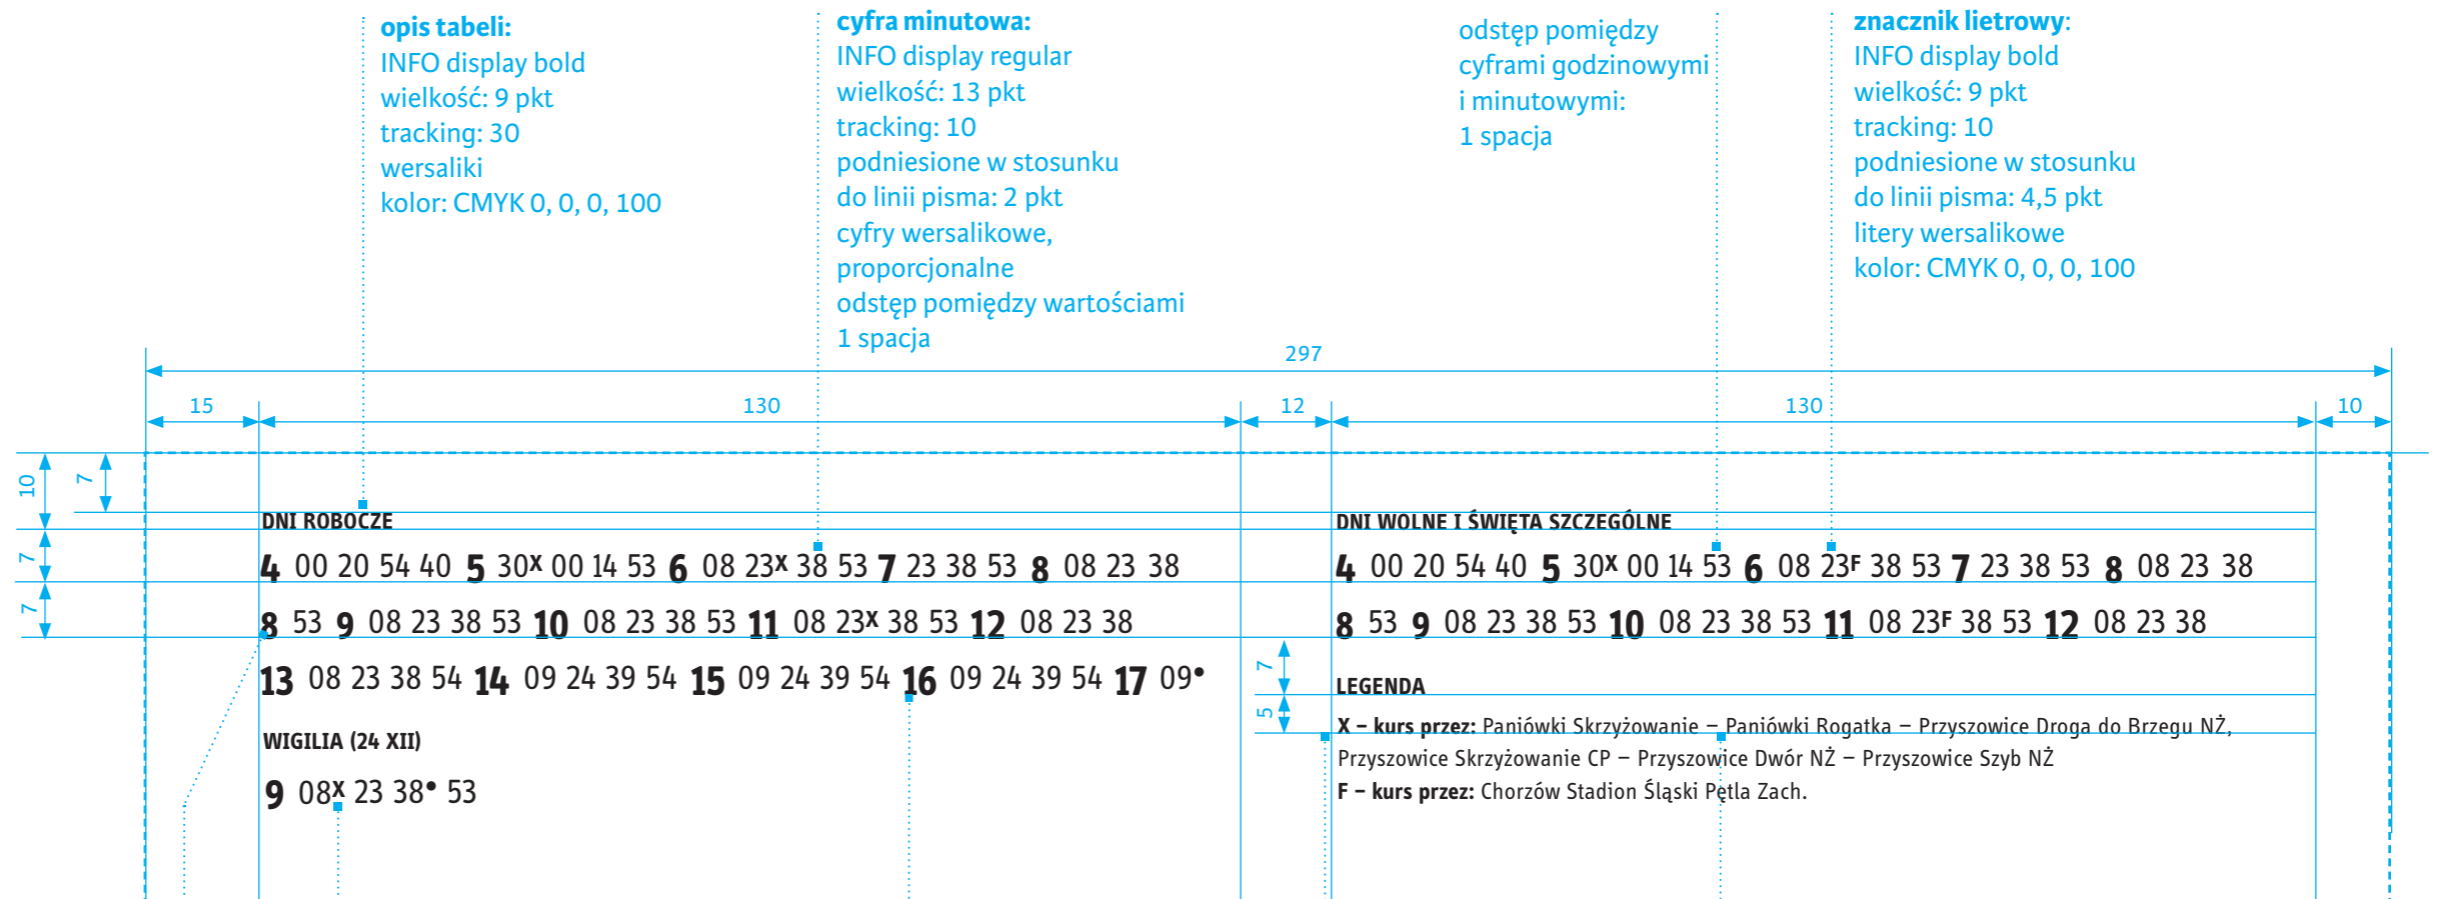 opis tabeli:
INFO display bold
wielkość: 9 pkt
tracking: 30
wersaliki
kolor: CMYK 0, 0, 0, 100
cyfra minutowa:
INFO display regular
wielkość: 13 pkt
tracking: 10
podniesione w stosunku
do linii pisma: 2 pkt
cyfry wersalikowe,
proporcjonalne
odstęp pomiędzy wartościami
1 spacja
odstęp pomiędzy
cyframi godzinowymi
i minutowymi:
1 spacja
znacznik lietrowy:
INFO display bold
wielkość: 9 pkt
tracking: 10
podniesione w stosunku
do linii pisma: 4,5 pkt
litery wersalikowe
kolor: CMYK 0, 0, 0, 100
297
15 130 12 130 10
10
7
7
7
DNI ROBOCZE
4 00 20 54 40 5 30X 00 14 53 6 08 23X 38 53 7 23 38 53 8 08 23 38
8 53 9 08 23 38 53 10 08 23 38 53 11 08 23X 38 53 12 08 23 38
13 08 23 38 54 14 09 24 39 54 15 09 24 39 54 16 09 24 39 54 17 09•
WIGILIA (24 XII)
9 08X 23 38• 53
DNI WOLNE I ŚWIĘTA SZCZEGÓLNE
4 00 20 54 40 5 30X 00 14 53 6 08 23F 38 53 7 23 38 53 8 08 23 38
8 53 9 08 23 38 53 10 08 23 38 53 11 08 23F 38 53 12 08 23 38
7
5
LEGENDA
X – kurs przez: Paniówki Skrzyżowanie – Paniówki Rogatka – Przyszowice Droga do Brzegu NŻ,
Przyszowice Skrzyżowanie CP – Przyszowice Dwór NŻ – Przyszowice Szyb NŻ
F – kurs przez: Chorzów Stadion Śląski Pętla Zach.